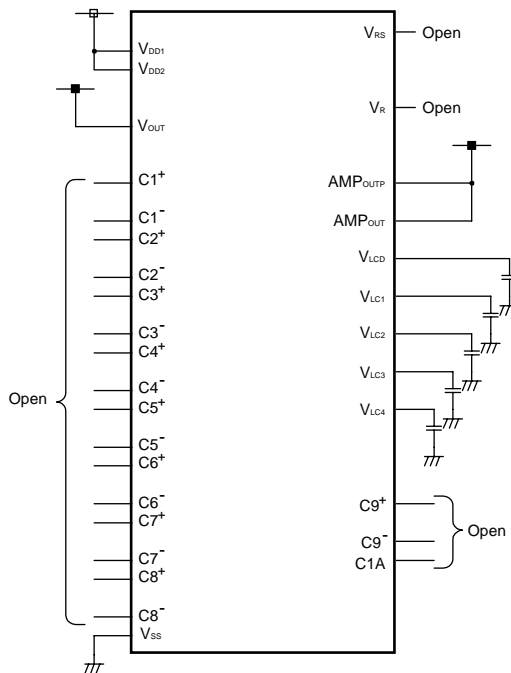 VDD1
VDD2
VOUT
C1+
C1-
C2+
C2-
C3+
C3-
C4+
C4-
C5+
C5-
C6+
C6-
C7+
C7-
C8+
C8-
VSS
Open
VRS Open
VR Open
AMPOUTP
AMPOUT
VLCD
VLC1
VLC2
VLC3
VLC4
C9+
C9-
C1A
Open